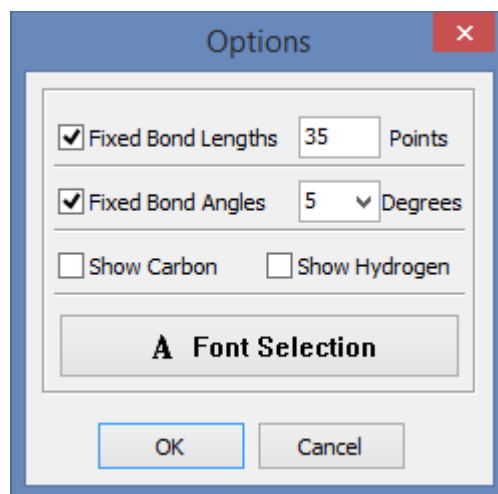 Options
Fixed Bond Lengths 35 Points
Fixed Bond Angles 5 Degrees
Show Carbon Show Hydrogen
A Font Selection
OK Cancel